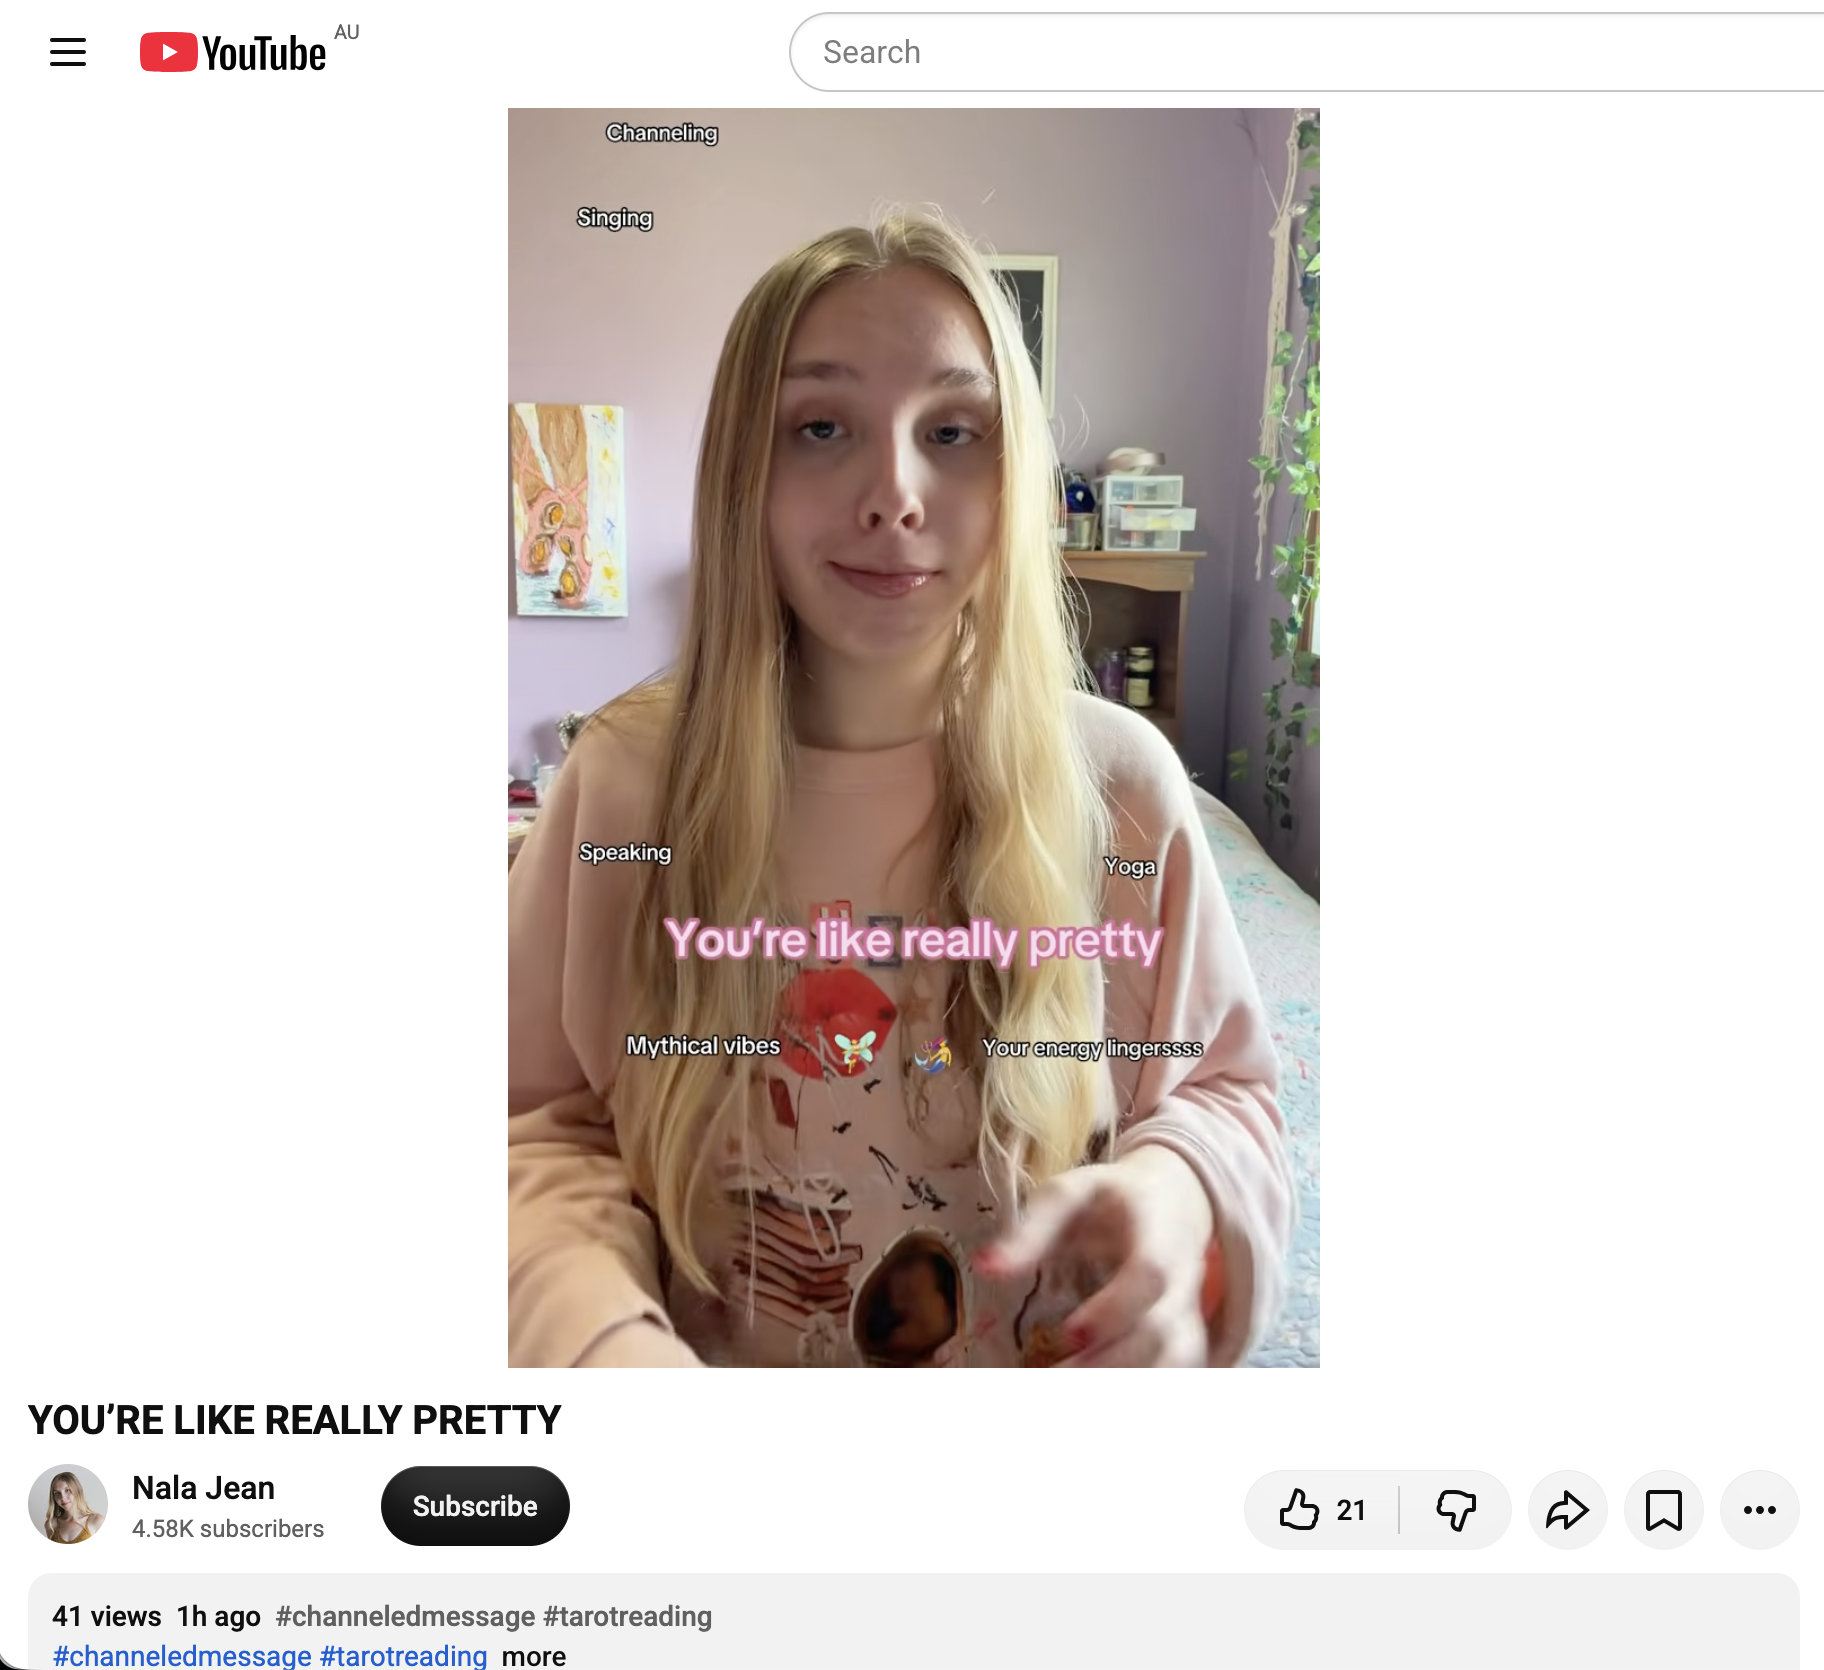 YouTube AU
Search
Channeling
Singing
Speaking
Yoga
You're like really pretty
Mythical vibes
Your energy lingerssss
YOU'RE LIKE REALLY PRETTY
Nala Jean
4.58K subscribers
Subscribe
21
41 views 1h ago #channeledmessage #tarotreading
#channeledmessage #tarotreading more